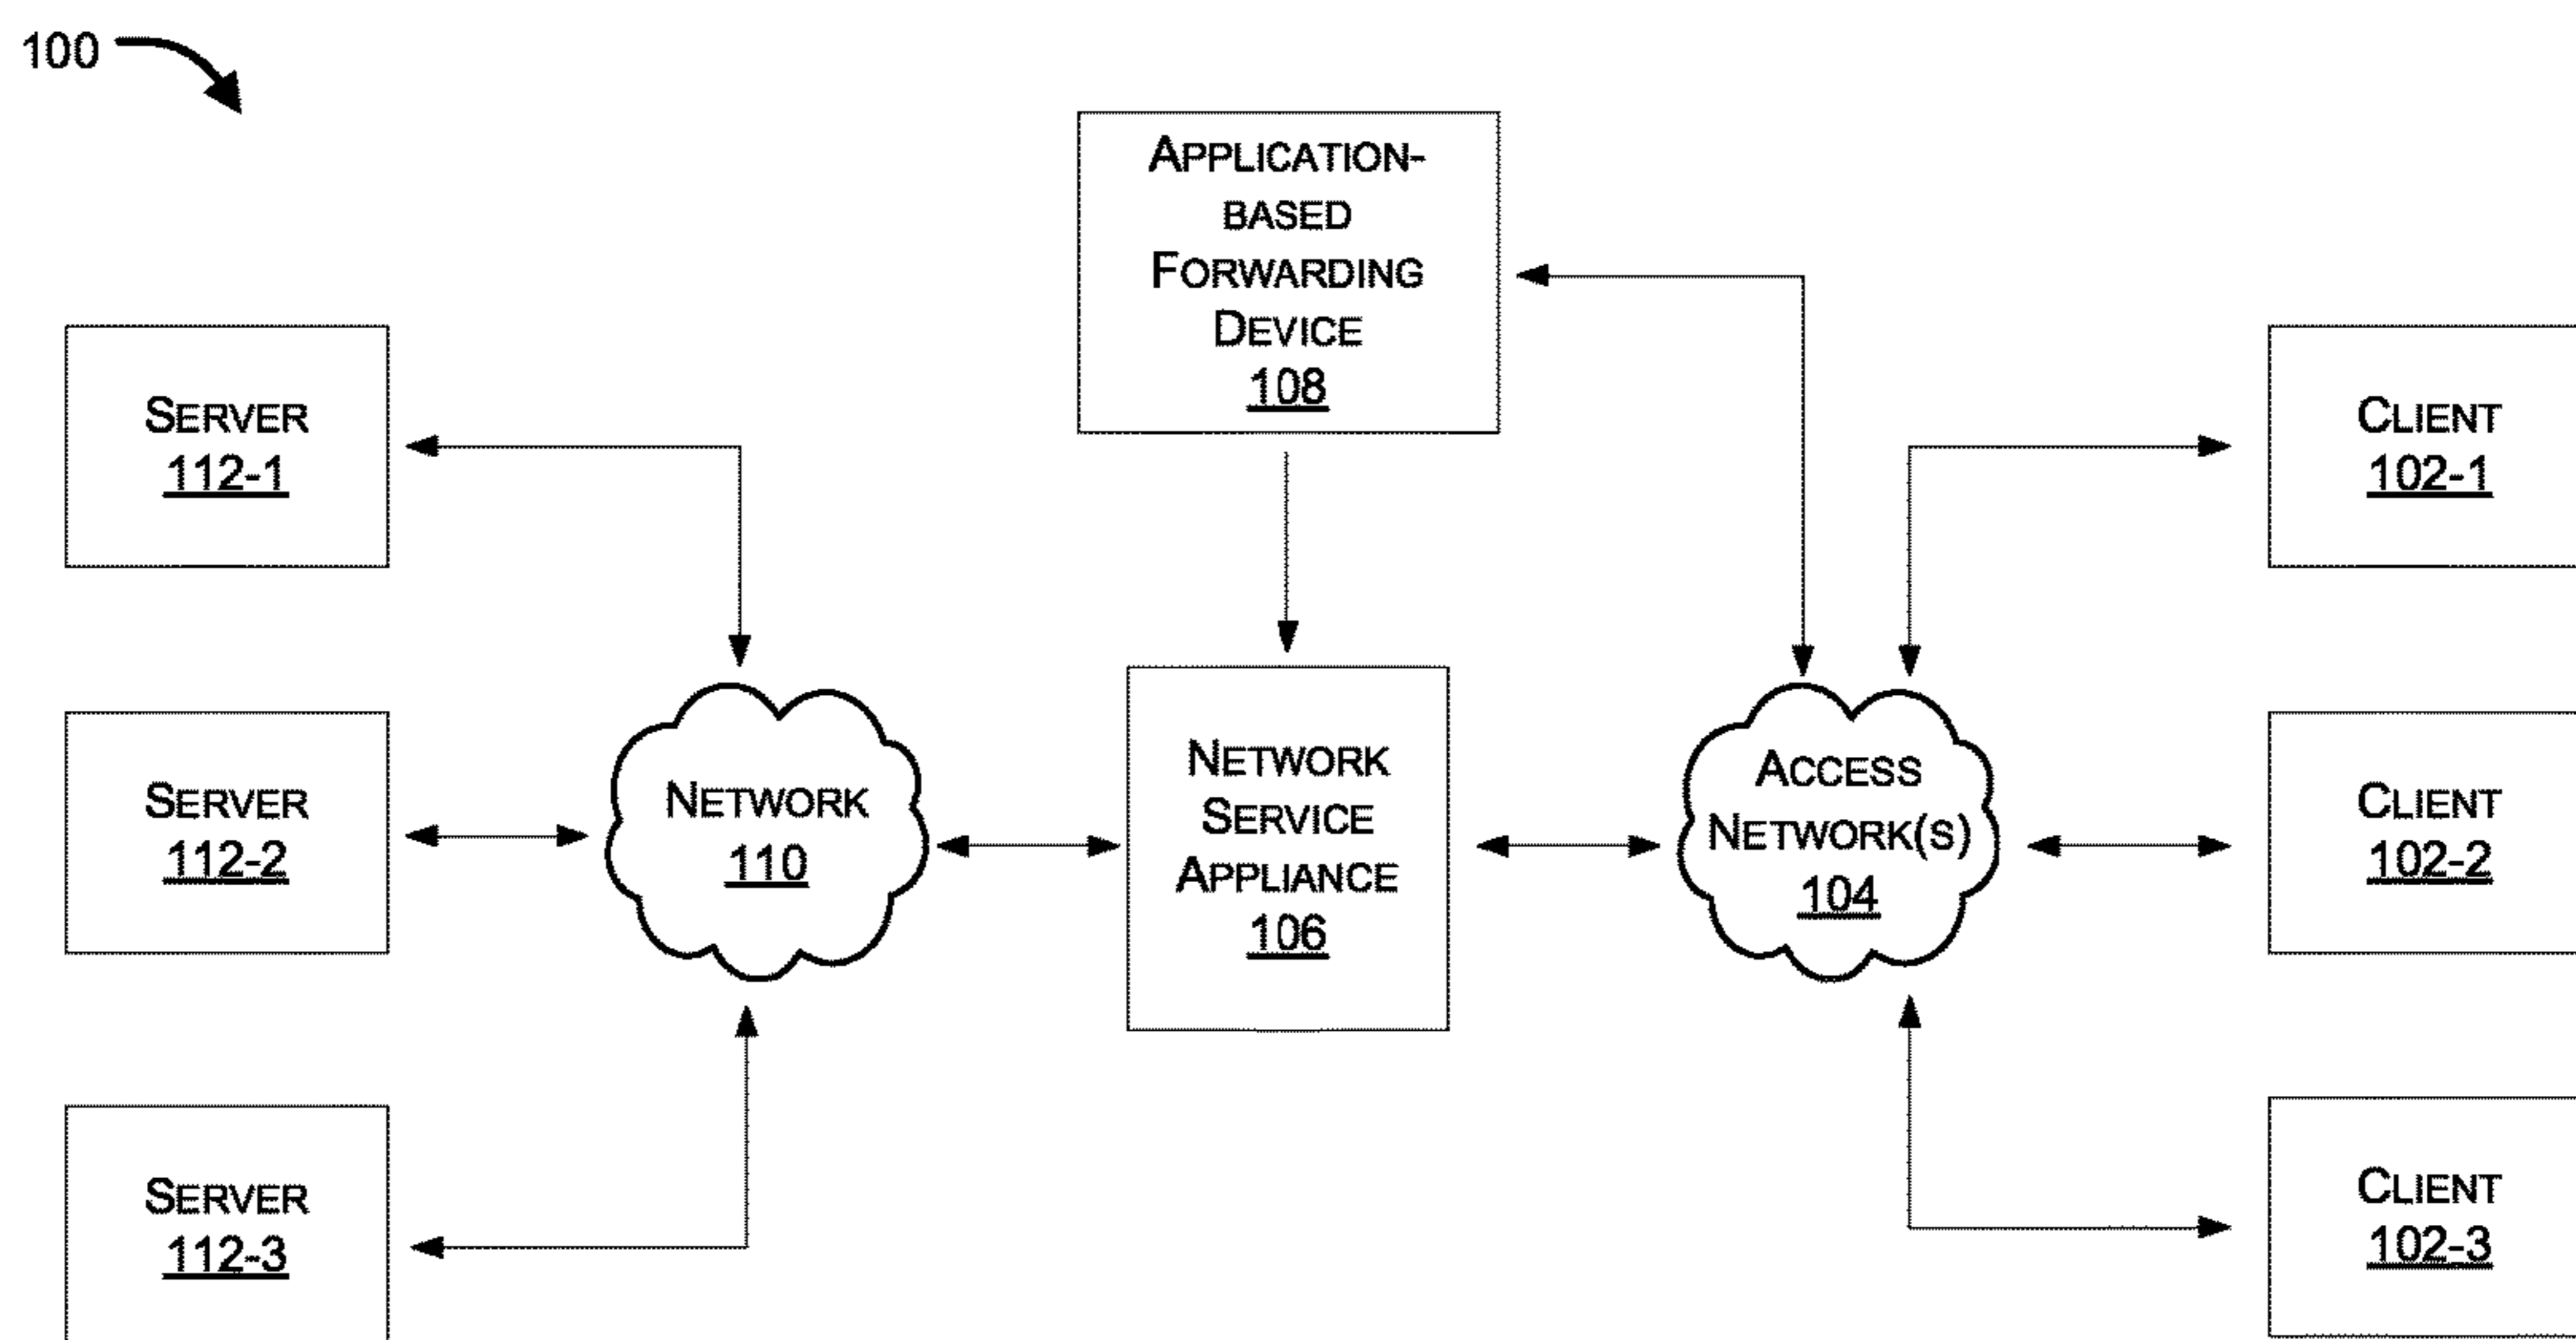 100
APPLICATION-
BASED
FORWARDING
DEVICE
108
SERVER
112-1
CLIENT
102-1
SERVER
112-2
NETWORK
110
NETWORK
SERVICE
APPLIANCE
106
ACCESS
NETWORK(S)
104
CLIENT
102-2
SERVER
112-3
CLIENT
102-3